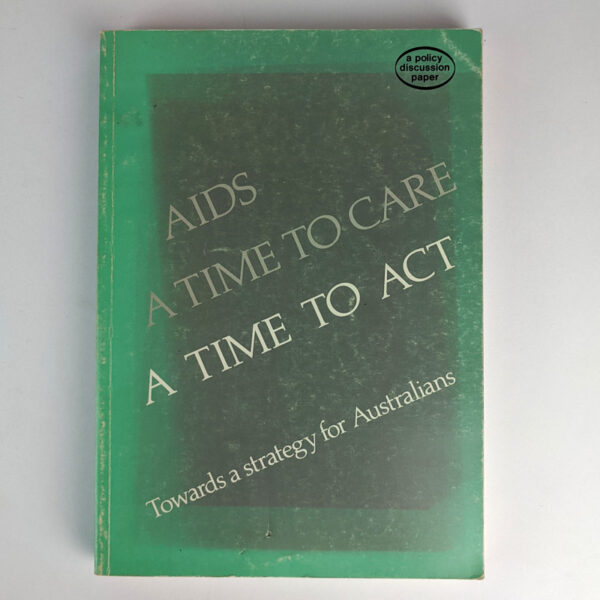 a policy
discussion
paper
AIDS
A TIME TO CARE
A TIME TO ACT
Towards a strategy for Australians